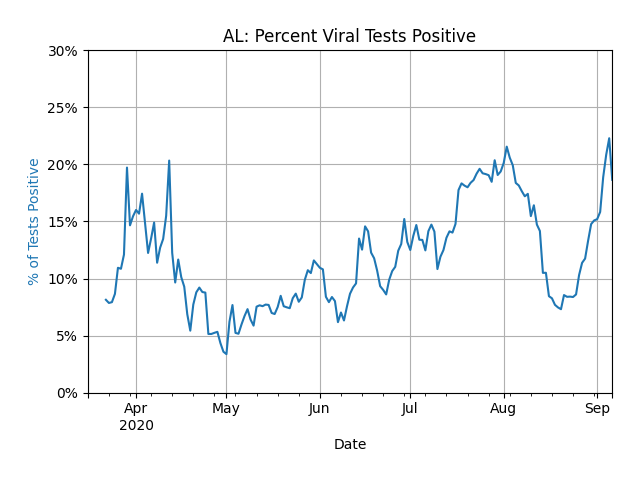 AL: Percent Viral Tests Positive
30%
25%
20%
15%
10%
5%
0%
% of Tests Positive
Apr May Jun Jul Aug Sep
2020
Date